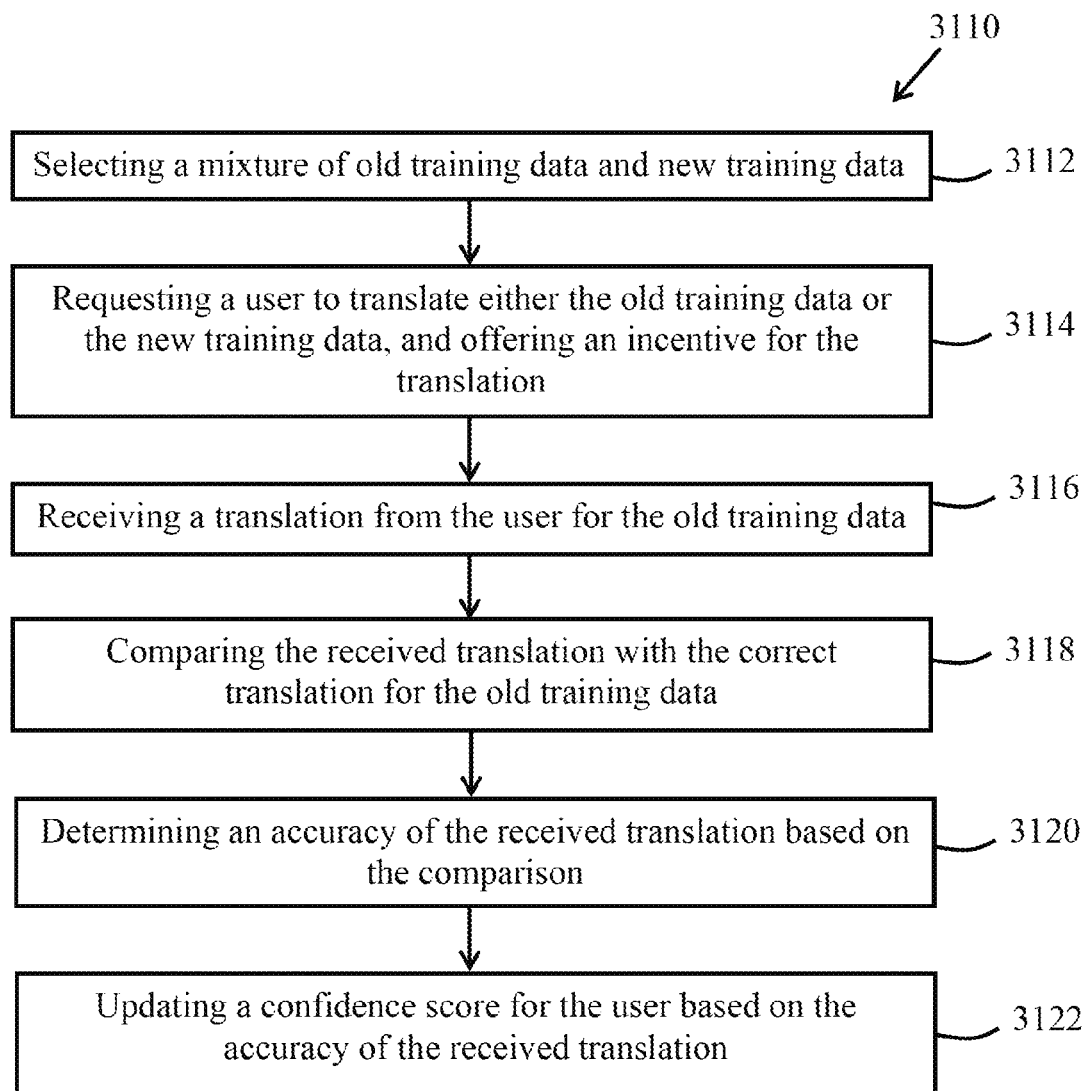 3110
Selecting a mixture of old training data and new training data
3112
Requesting a user to translate either the old training data or
the new training data, and offering an incentive for the
translation
3114
Receiving a translation from the user for the old training data
3116
Comparing the received translation with the correct
translation for the old training data
3118
Determining an accuracy of the received translation based on
the comparison
3120
Updating a confidence score for the user based on the
accuracy of the received translation
3122